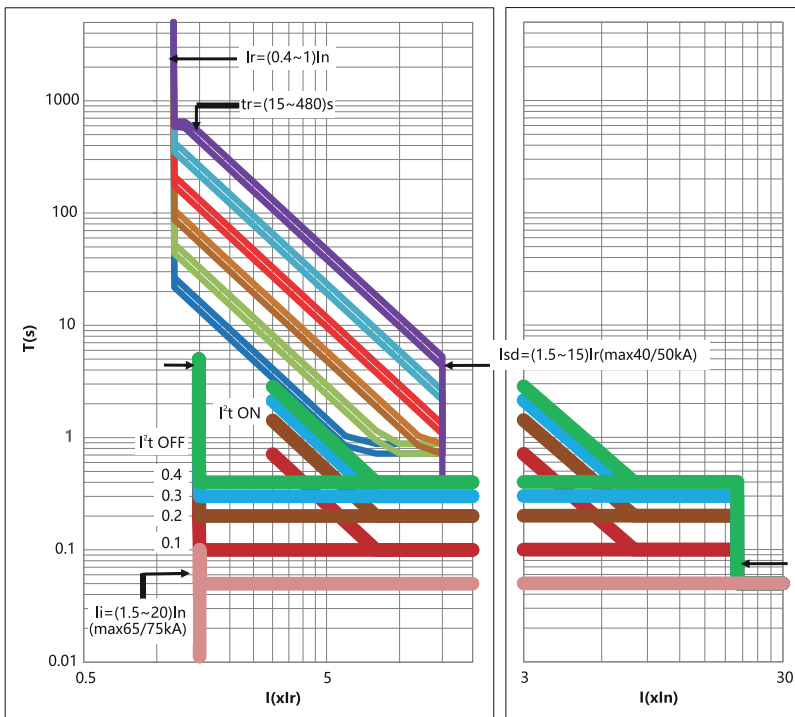 Ir=(0.4~1)In
1000
tr=(15~480)s
100
10
T(s)
Isd=(1.5~15)Ir(max40/50kA)
1
I²t ON
I²t OFF
0.4
0.3
0.2
0.1
0.1
Ii=(1.5~20)In
(max65/75kA)
0.01
0.5
5
I(xIr)
3
30
I(xIn)